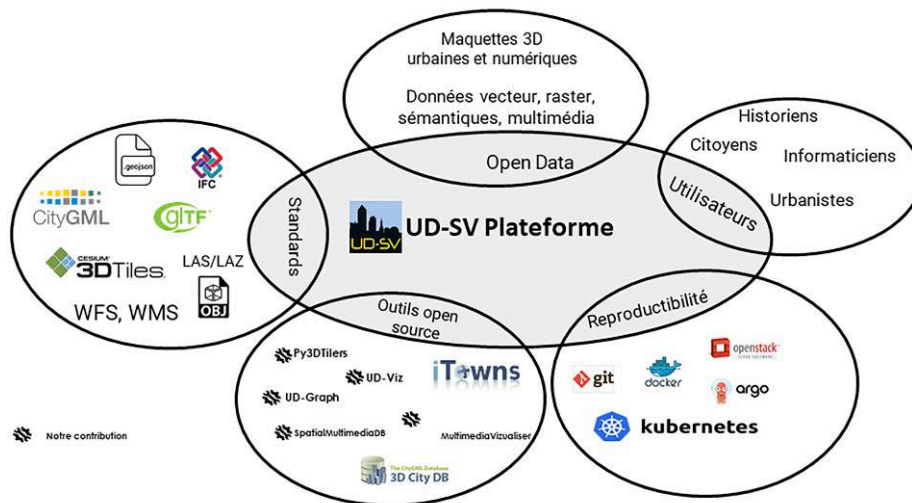 Maquettes 3D
urbaines et numériques
Données vecteur, raster,
sémantiques, multimédia
Open Data
Historiens
Citoyens
Informaticiens
Urbanistes
Utilisateurs
.geojson
IFC
CityGML
glTF
CESIUM
3DTiles
LAS/LAZ
WFS, WMS
OBJ
Standards
UD-SV
UD-SV Plateforme
Outils open
source
Py3DTilers
UD-Viz
iTowns
UD-Graph
SpatialMultimediaDB
MultimediaVizualiser
The CityGML Database
3D City DB
Reproductibilité
openstack
CLOUD SOFTWARE
git
docker
argo
kubernetes
Notre contribution